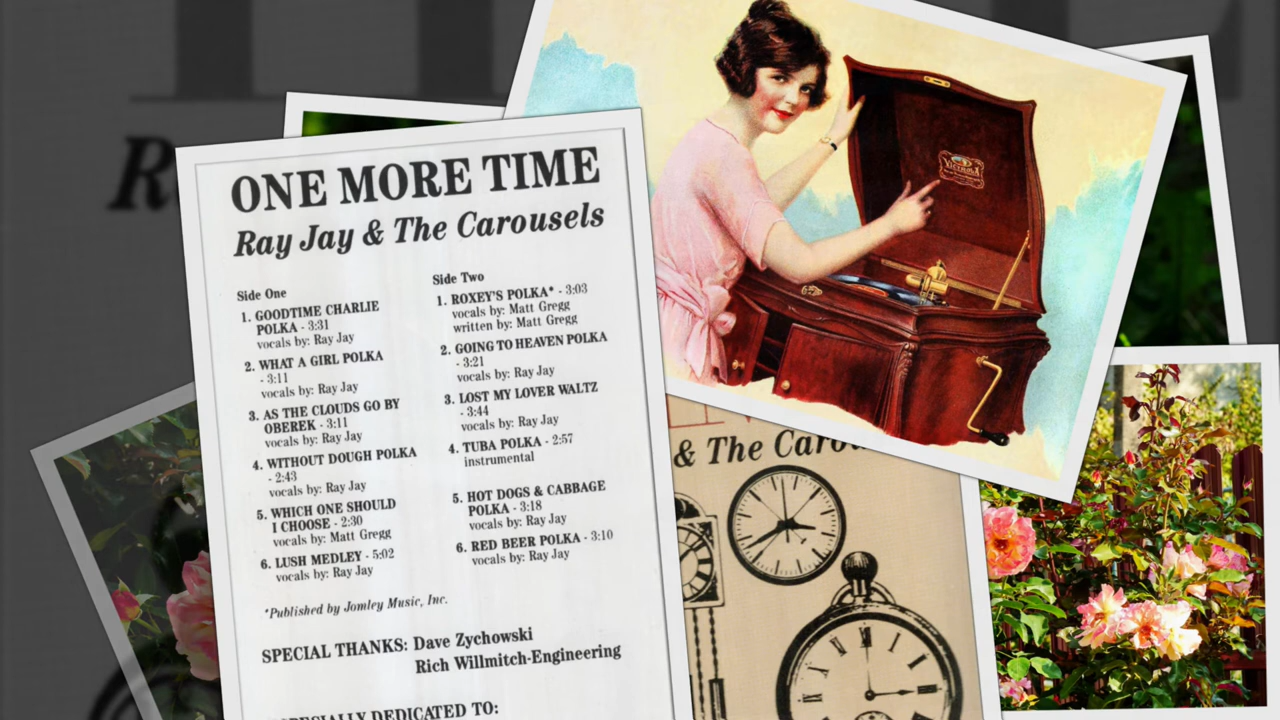 ONE MORE TIME
Ray Jay & The Carousels
Side One
1. GOODTIME CHARLIE
POLKA - 3:31
vocals by: Ray Jay
2. WHAT A GIRL POLKA
- 3:11
vocals by: Ray Jay
3. AS THE CLOUDS GO BY
OBEREK - 3:11
vocals by: Ray Jay
4. WITHOUT DOUGH POLKA
- 2:43
vocals by: Ray Jay
5. WHICH ONE SHOULD
I CHOOSE - 2:30
vocals by: Matt Gregg
6. LUSH MEDLEY - 5:02
vocals by: Ray Jay
Side Two
1. ROXEY'S POLKA* - 3:03
vocals by: Matt Gregg
written by: Matt Gregg
2. GOING TO HEAVEN POLKA
- 3:21
vocals by: Ray Jay
3. LOST MY LOVER WALTZ
- 3:44
vocals by: Ray Jay
4. TUBA POLKA - 2:57
instrumental
5. HOT DOGS & CABBAGE
POLKA - 3:18
vocals by: Ray Jay
6. RED BEER POLKA - 3:10
vocals by: Ray Jay
*Published by Jomley Music, Inc.
SPECIAL THANKS: Dave Zychowski
Rich Willmitch-Engineering
DEDICATED TO:
VICTROLA
& The Carou